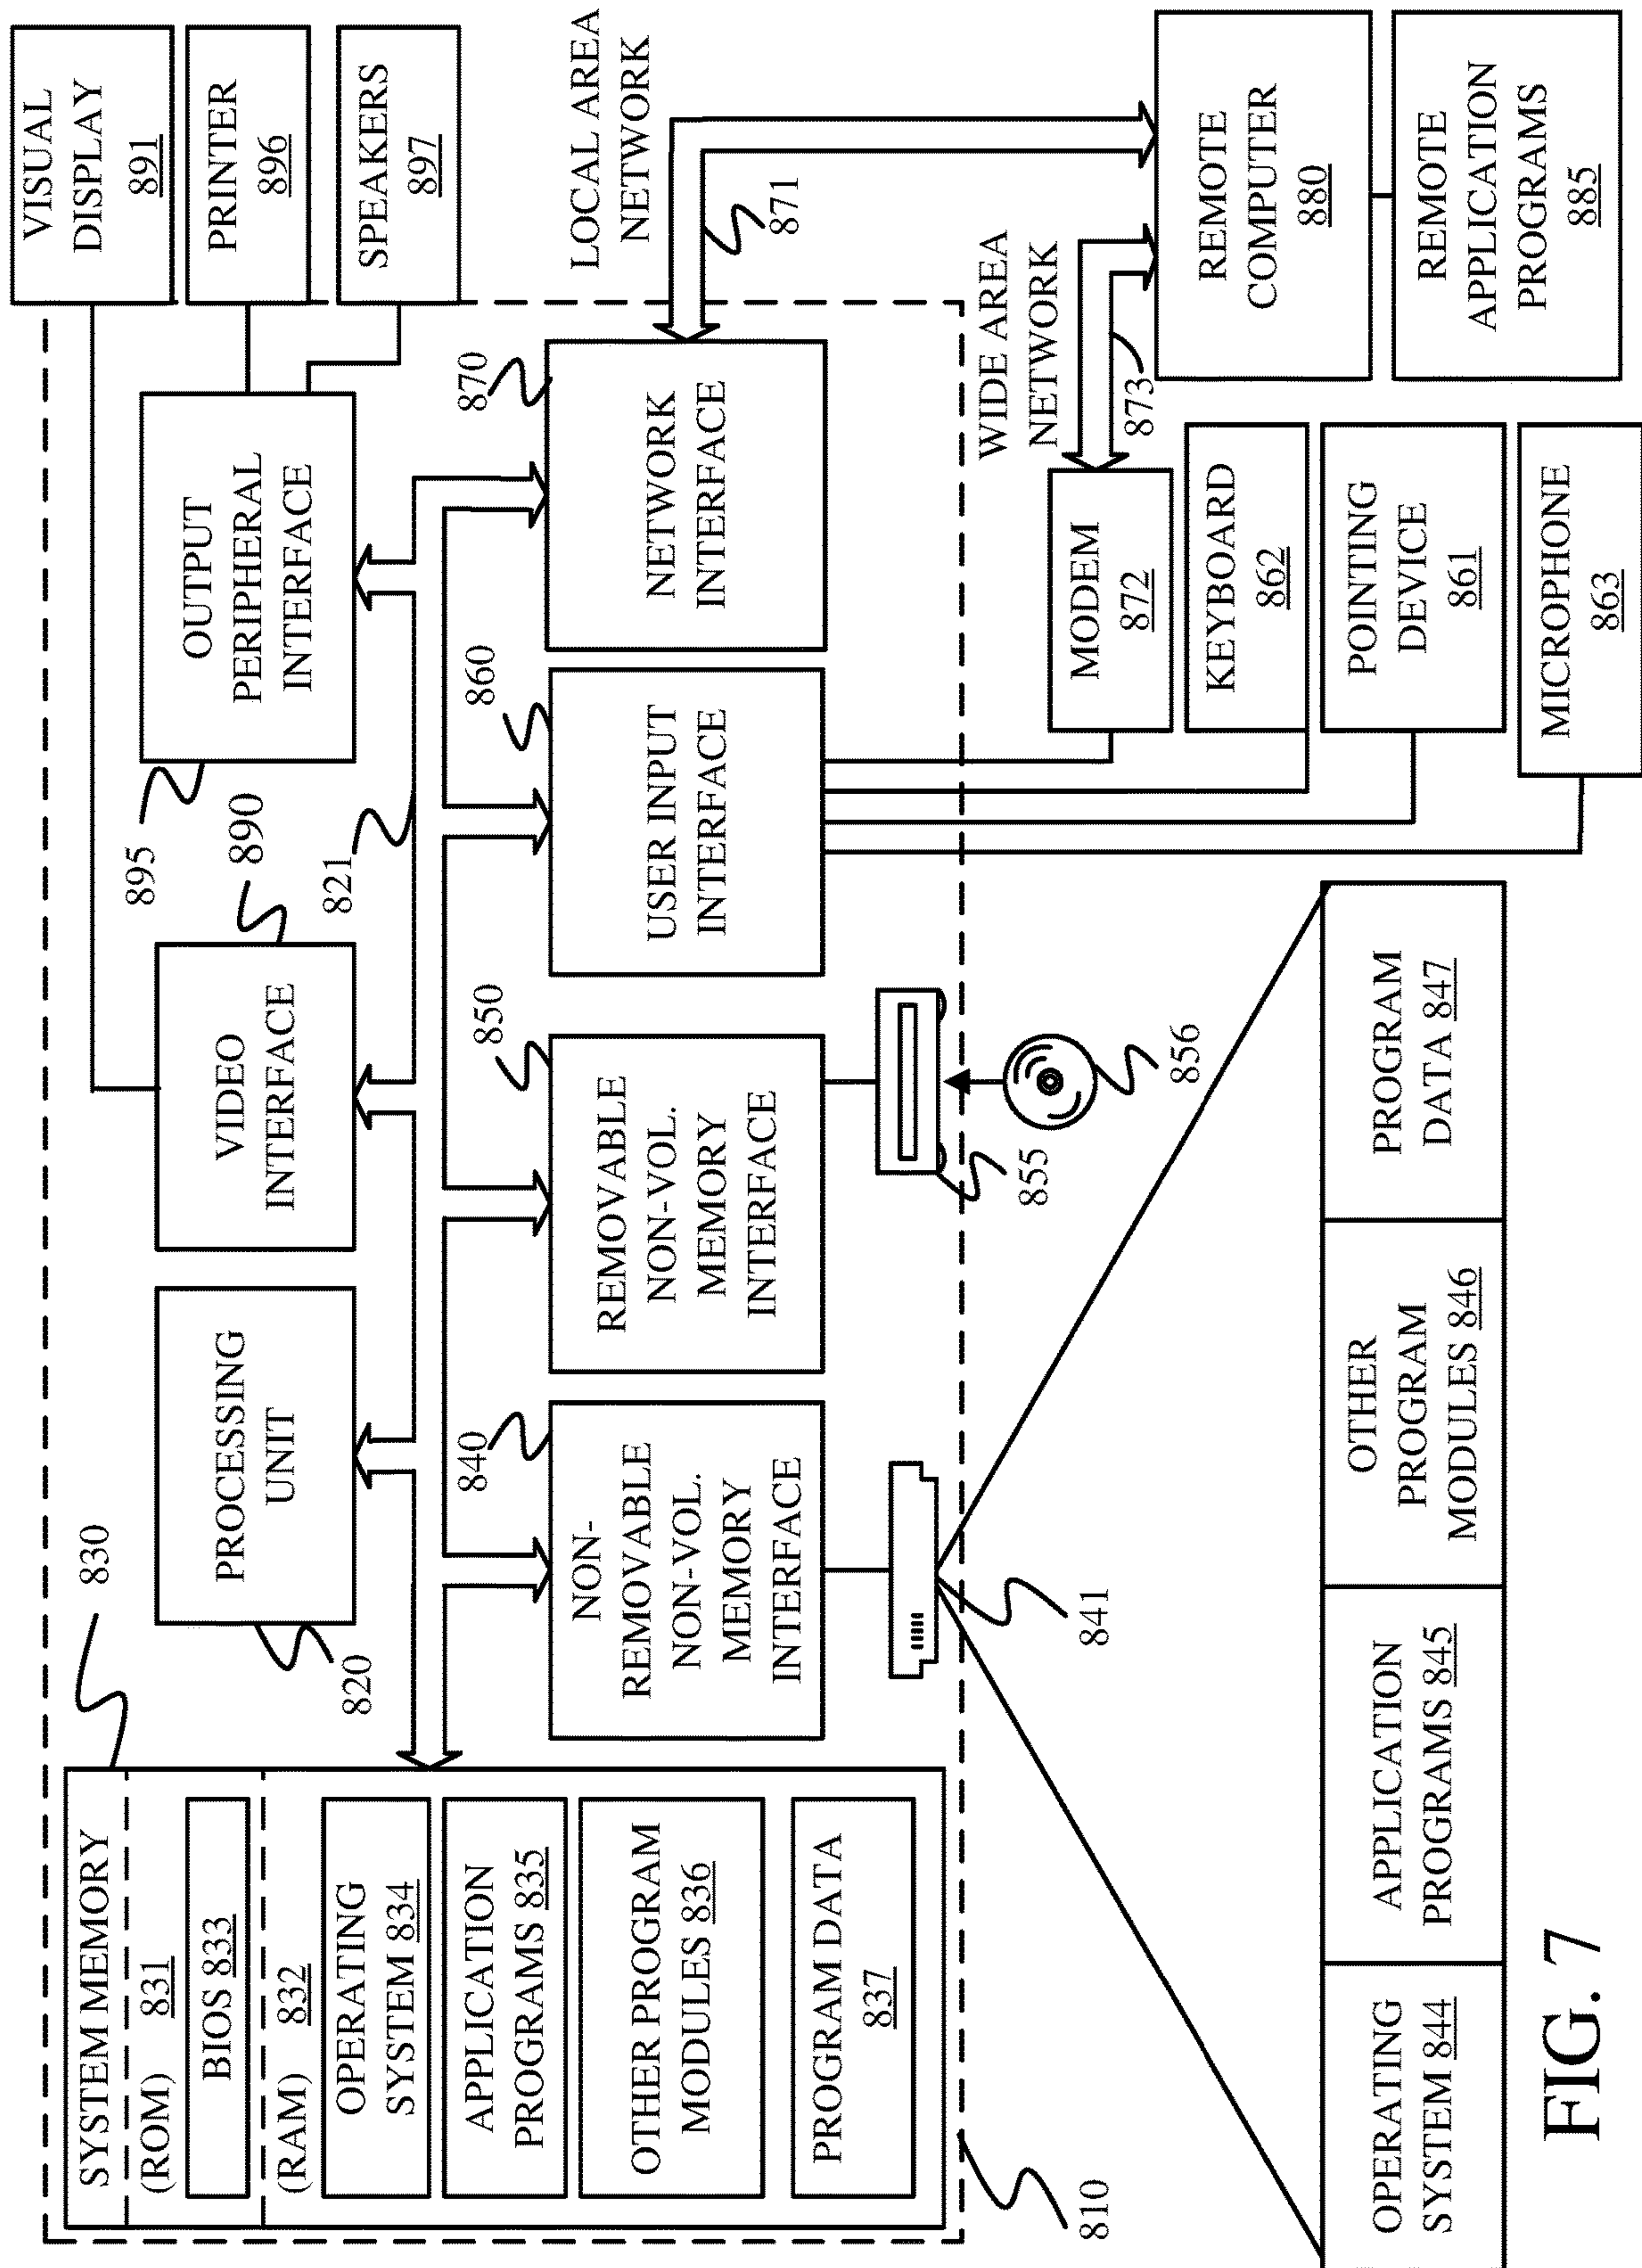 SYSTEM MEMORY
(ROM) 831
BIOS 833
(RAM) 832
OPERATING
SYSTEM 834
APPLICATION
PROGRAMS 835
OTHER PROGRAM
MODULES 836
PROGRAM DATA
837
810
830
PROCESSING
UNIT
820
VIDEO
INTERFACE
890
821
OUTPUT
PERIPHERAL
INTERFACE
895
VISUAL
DISPLAY
891
PRINTER
896
SPEAKERS
897
NON-
REMOVABLE
NON-VOL.
MEMORY
INTERFACE
840
841
REMOVABLE
NON-VOL.
MEMORY
INTERFACE
850
855
856
USER INPUT
INTERFACE
860
NETWORK
INTERFACE
870
LOCAL AREA
NETWORK
871
WIDE AREA
NETWORK
873
MODEM
872
KEYBOARD
862
POINTING
DEVICE
861
MICROPHONE
863
REMOTE
COMPUTER
880
REMOTE
APPLICATION
PROGRAMS
885
OPERATING
SYSTEM 844
APPLICATION
PROGRAMS 845
OTHER
PROGRAM
MODULES 846
PROGRAM
DATA 847
FIG. 7